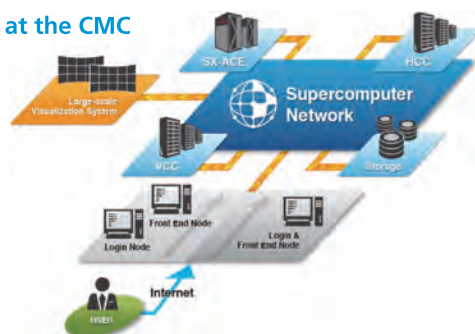 at the CMC
SX-ACE
HCC
Large-scale
Visualization System
Supercomputer
Network
VCC
Storage
Front End Node
Login Node
Login &
Front End Node
Internet
USER